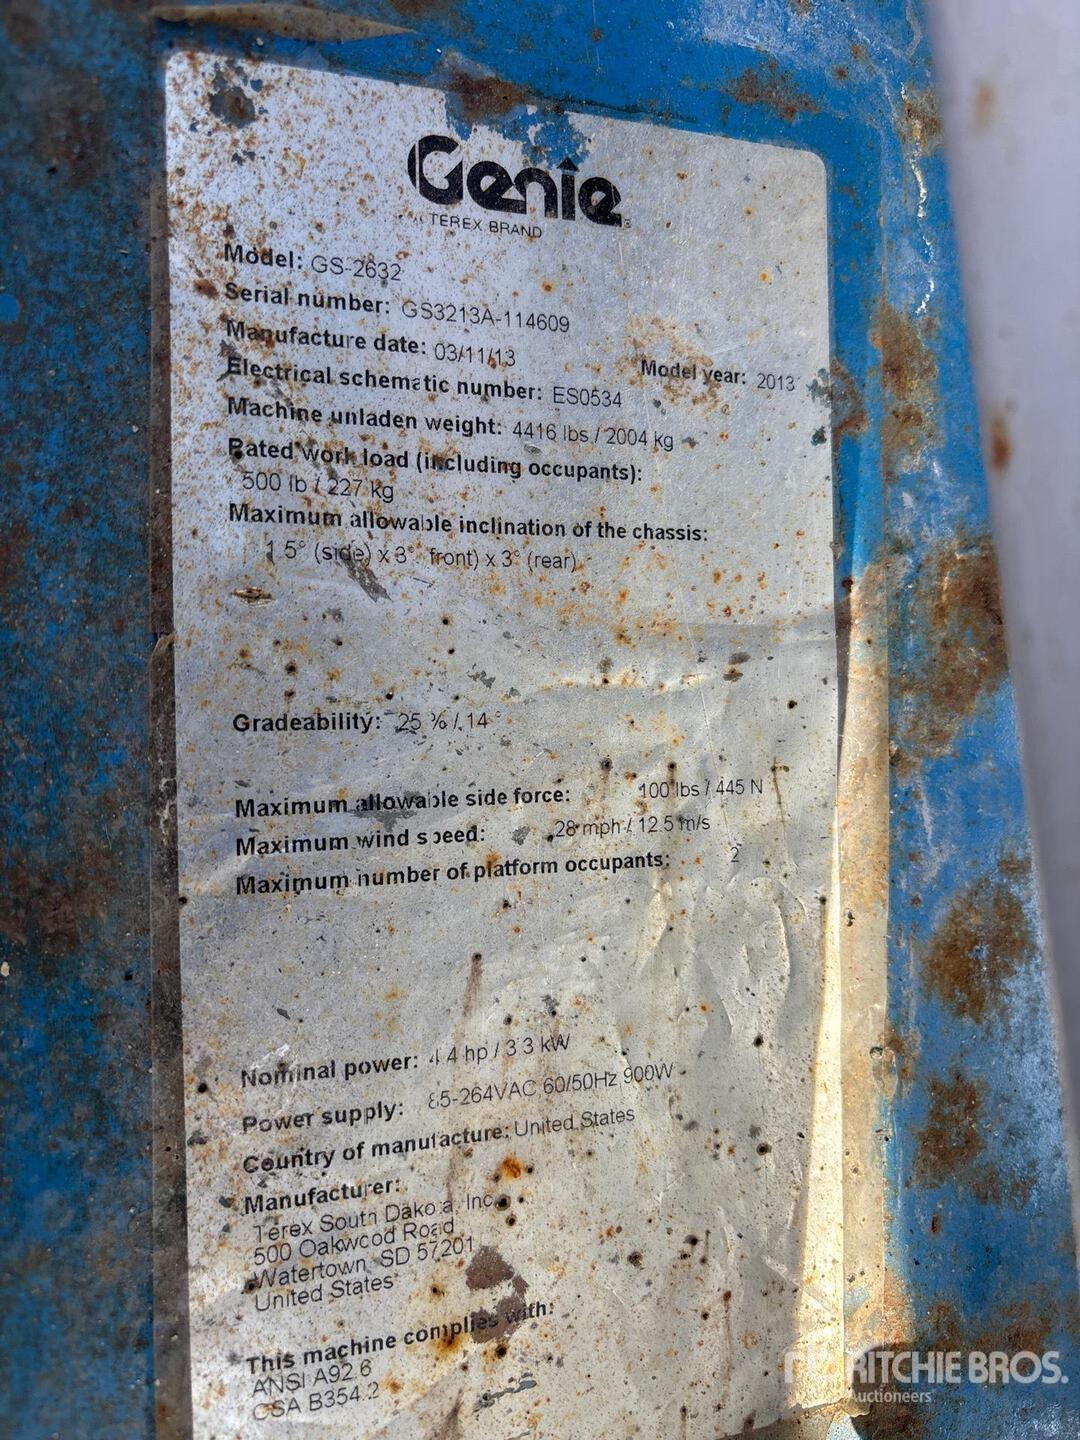 Genie
TEREX BRAND
Model: GS-2632
Serial number: GS3213A-114609
Manufacture date: 03/11/13 Model year: 2013
Electrical schematic number: ES0534
Machine unladen weight: 4416 lbs / 2004 kg
Rated work load (including occupants):
500 lb / 227 kg
Maximum allowable inclination of the chassis:
1.5° (side) x 3° (front) x 3° (rear)
Gradeability: 25 % / 14 °
Maximum allowable side force: 100 lbs / 445 N
Maximum wind speed: 28 mph / 12.5 m/s
Maximum number of platform occupants: 2
Nominal power: 4.4 hp / 3.3 kW
Power supply: 85-264VAC 60/50Hz 900W
Country of manufacture: United States
Manufacturer:
Terex South Dakota, Inc.
500 Oakwood Road
Watertown, SD 57201
United States
This machine complies with:
ANSI A92.6
CSA B354.2
RITCHIE BROS.
Auctioneers